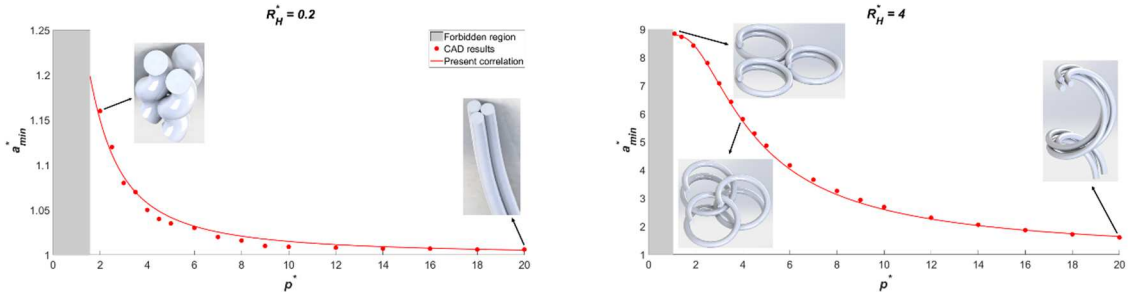 R*H = 0.2
1.25
1.2
1.15
1.1
1.05
1
a*min
0 2 4 6 8 10 12 14 16 18 20
p*
Forbidden region
CAD results
Present correlation
R*H = 4
9
8
7
6
5
4
3
2
1
a*min
0 2 4 6 8 10 12 14 16 18 20
p*